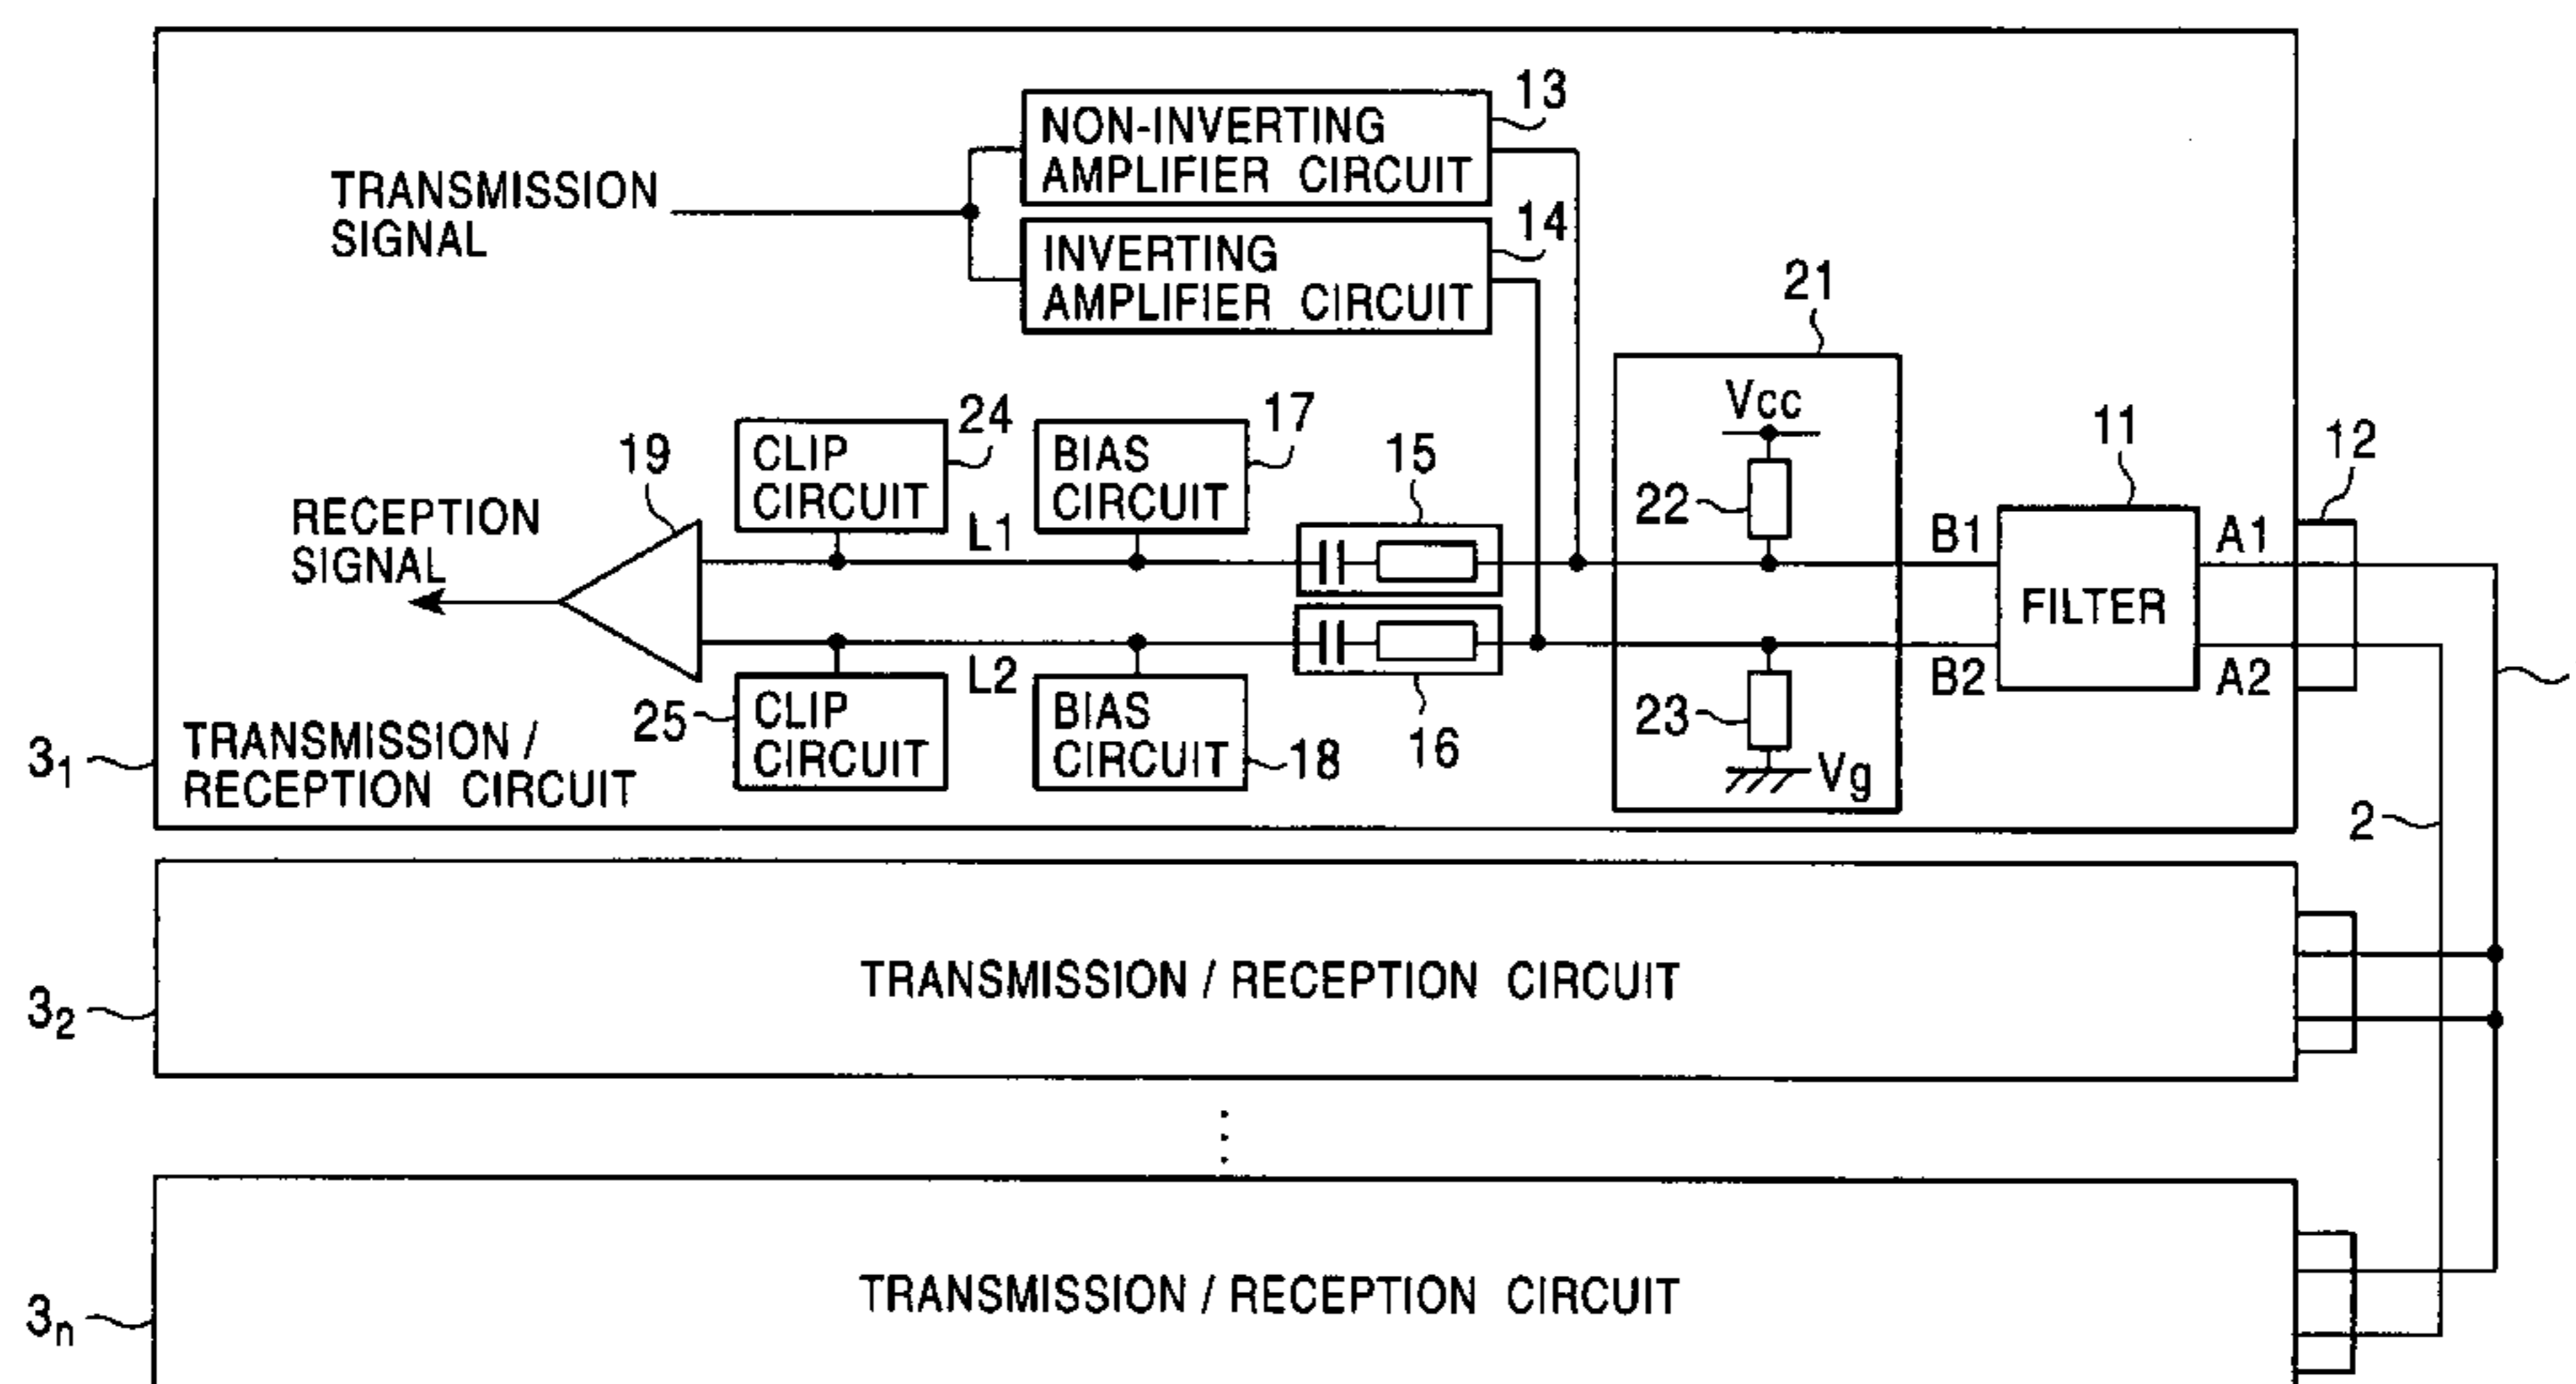 13
NON-INVERTING
AMPLIFIER CIRCUIT
TRANSMISSION
SIGNAL
14
INVERTING
AMPLIFIER CIRCUIT
21
Vcc
24
17
19
CLIP
CIRCUIT
BIAS
CIRCUIT
15
22
11
12
RECEPTION
SIGNAL
L1
B1
A1
FILTER
L2
B2
A2
25
CLIP
CIRCUIT
BIAS
CIRCUIT
18
16
23
Vg
3₁
TRANSMISSION /
RECEPTION CIRCUIT
2
3₂
TRANSMISSION / RECEPTION CIRCUIT
3ₙ
TRANSMISSION / RECEPTION CIRCUIT